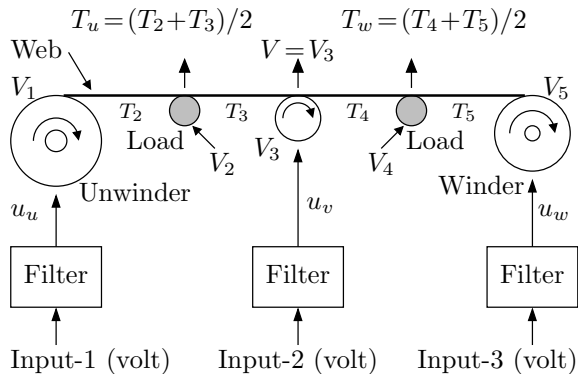 T_u = (T_2+T_3)/2
V = V_3
T_w = (T_4+T_5)/2
Web
V_1
V_5
T_2
T_3
T_4
T_5
Load
V_2
V_3
V_4
Load
Unwinder
Winder
u_u
u_v
u_w
Filter
Filter
Filter
Input-1 (volt)
Input-2 (volt)
Input-3 (volt)